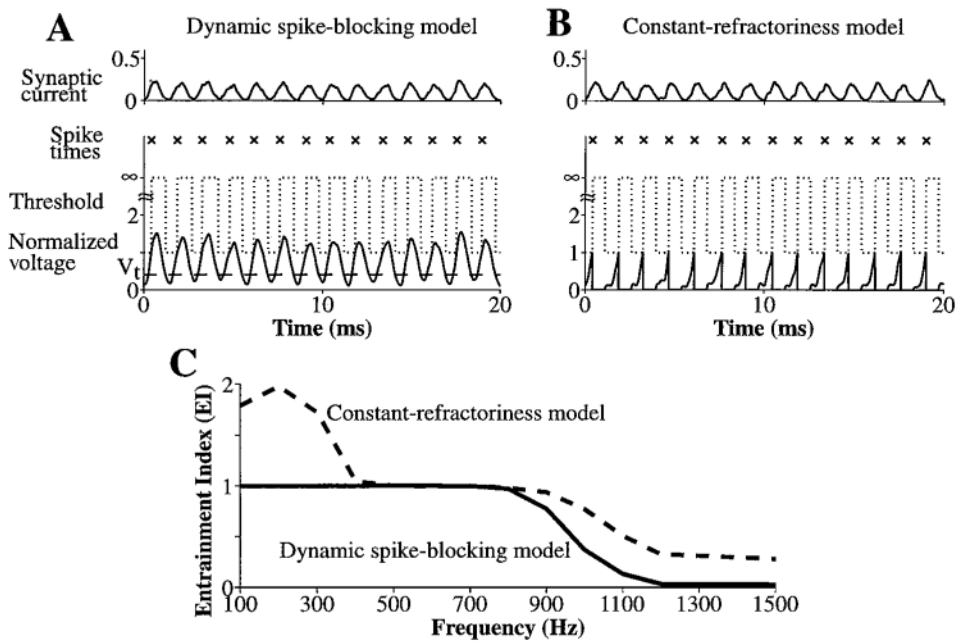 A
Dynamic spike-blocking model
0.5
Synaptic
current
0
Spike
times
× × × × × × × × × × × × × ×
∞
Threshold
2
Normalized
voltage
1
Vt
0
0 10 20
Time (ms)
B
Constant-refractoriness model
0.5
0
× × × × × × × × × × × × × ×
∞
2
1
0
0 10 20
Time (ms)
C
2
Constant-refractoriness model
Entrainment Index (EI)
1
Dynamic spike-blocking model
0
100 300 500 700 900 1100 1300 1500
Frequency (Hz)